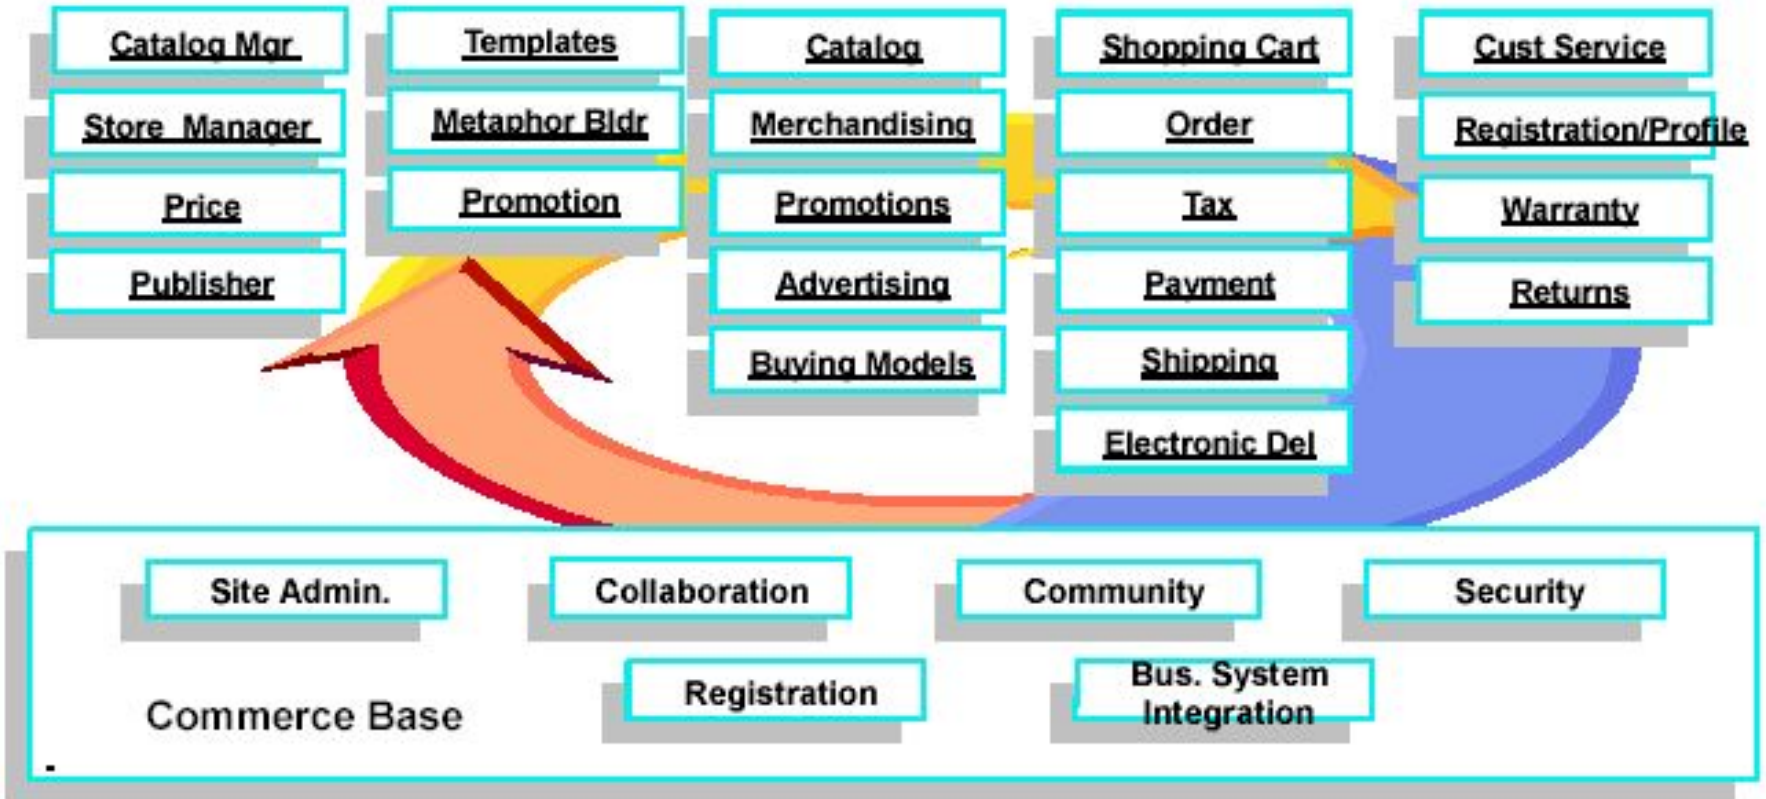 Catalog Mgr
Store Manager
Price
Publisher
Templates
Metaphor Bldr
Promotion
Catalog
Merchandising
Promotions
Advertising
Buying Models
Shopping Cart
Order
Tax
Payment
Shipping
Electronic Del
Cust Service
Registration/Profile
Warranty
Returns
Site Admin.
Collaboration
Community
Security
Registration
Bus. System
Integration
Commerce Base
-